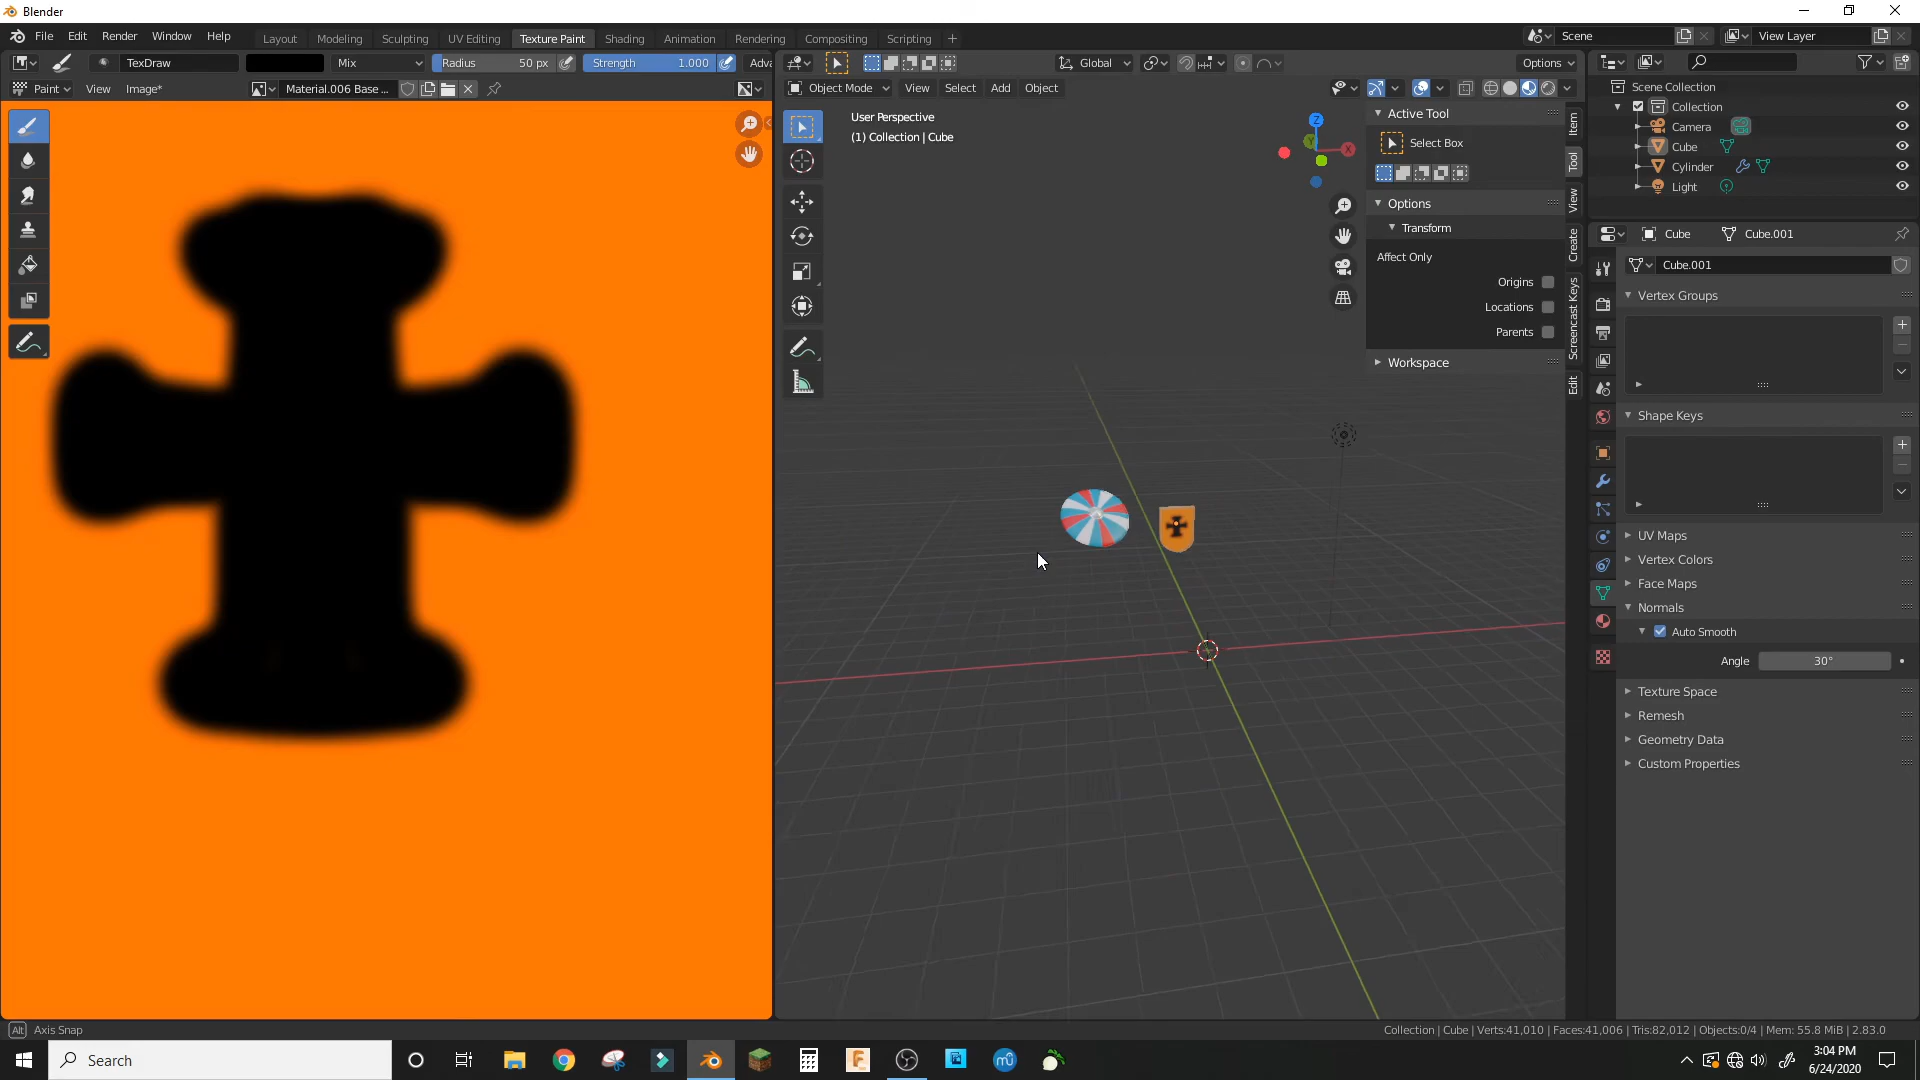 Blender
File Edit Render Window Help
Layout Modeling Sculpting UV Editing Texture Paint Shading Animation Rendering Compositing Scripting +
Scene
View Layer
TexDraw Mix Radius 50 px Strength 1.000 Adva
Global
Options
Paint View Image* Material.006 Base ...
Object Mode View Select Add Object
User Perspective
(1) Collection | Cube
Z
Y
X
Active Tool
Select Box
Options
Transform
Affect Only
Origins
Locations
Parents
Workspace
Item
Tool
View
Create
Screencast Keys
Edit
Scene Collection
Collection
Camera
Cube
Cylinder
Light
Cube Cube.001
Cube.001
Vertex Groups
Shape Keys
UV Maps
Vertex Colors
Face Maps
Normals
Auto Smooth
Angle 30°
Texture Space
Remesh
Geometry Data
Custom Properties
Alt Axis Snap
Collection | Cube | Verts:41,010 | Faces:41,006 | Tris:82,012 | Objects:0/4 | Mem: 55.8 MiB | 2.83.0
Search
3:04 PM
6/24/2020